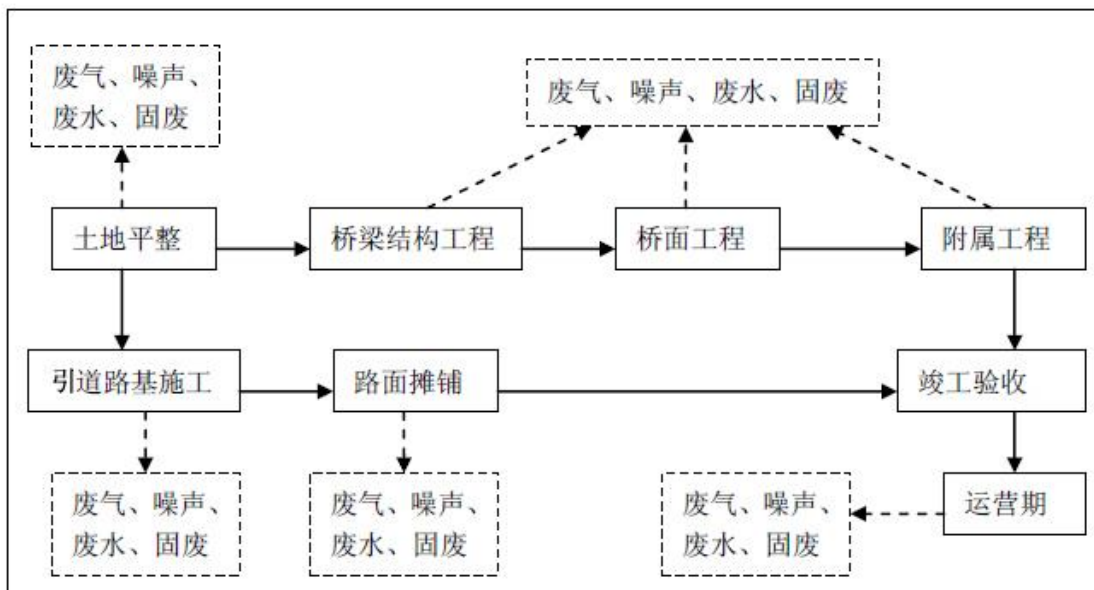 废气、噪声、
废水、固废
废气、噪声、废水、固废
土地平整
桥梁结构工程
桥面工程
附属工程
引道路基施工
路面摊铺
竣工验收
废气、噪声、
废水、固废
废气、噪声、
废水、固废
废气、噪声、
废水、固废
运营期